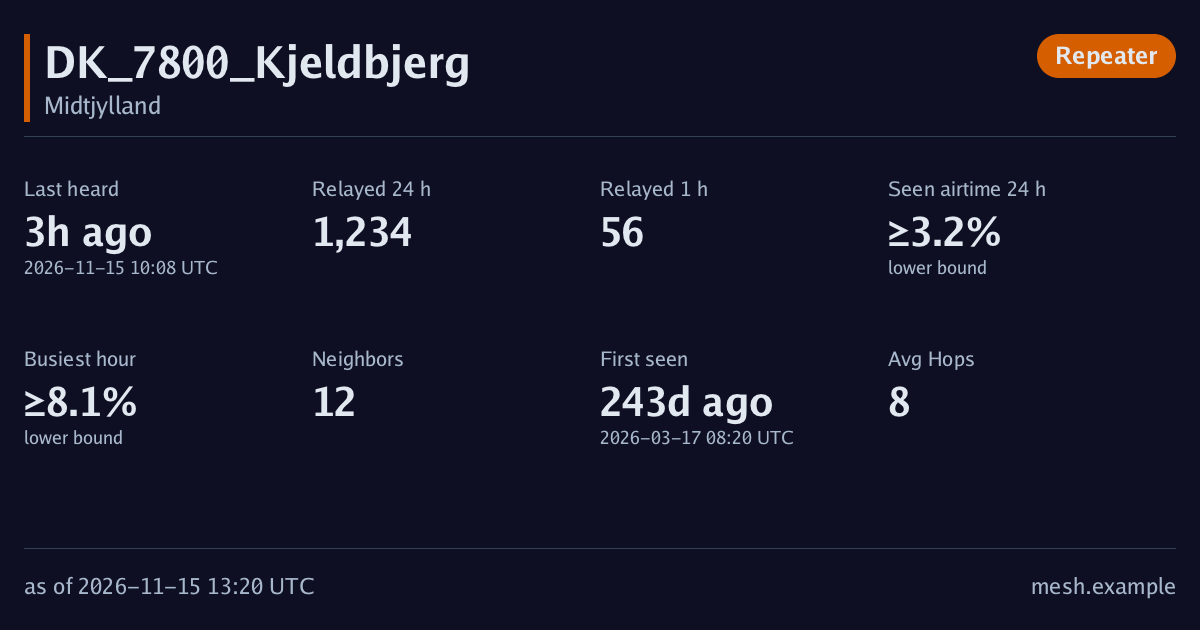 DK_7800_Kjeldbjerg
Repeater
Midtjylland
Last heard
3h ago
2026−11−15 10:08 UTC
Relayed 24 h
1,234
Relayed 1 h
56
Seen airtime 24 h
≥3.2%
lower bound
Busiest hour
≥8.1%
lower bound
Neighbors
12
First seen
243d ago
2026−03−17 08:20 UTC
Avg Hops
8
as of 2026−11−15 13:20 UTC
mesh.example